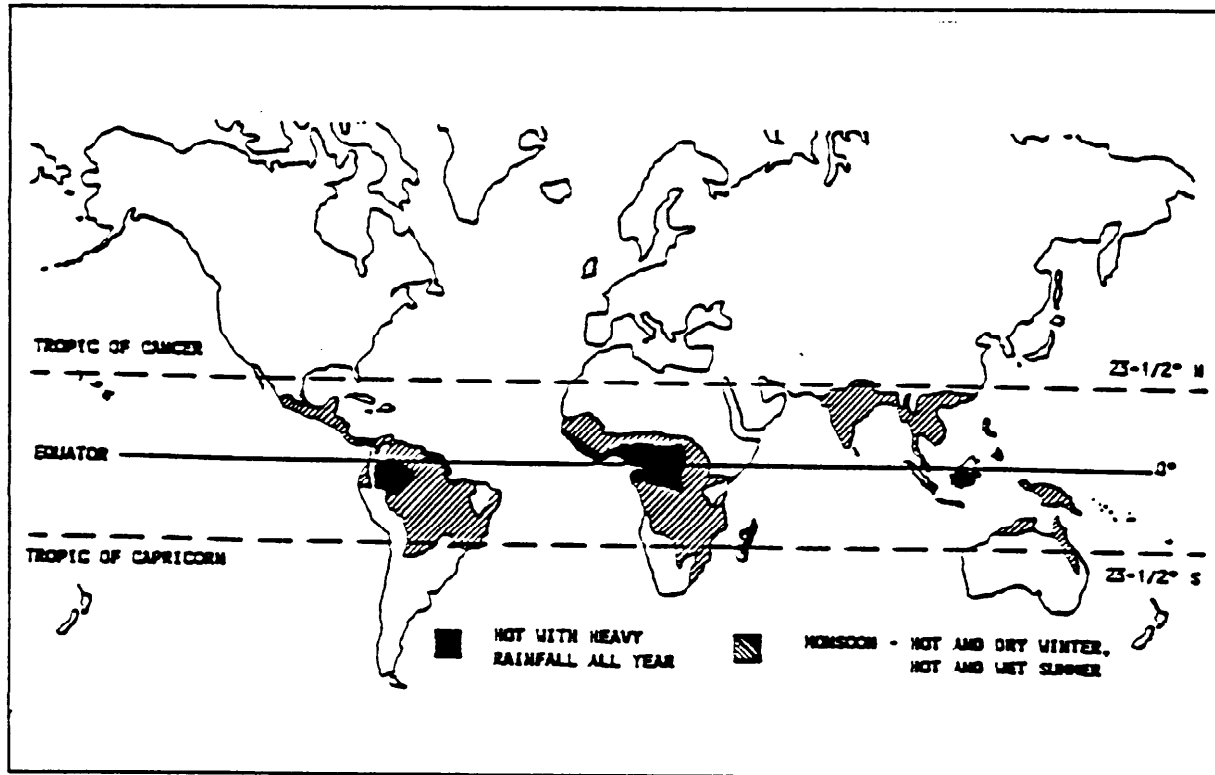 TROPIC OF CANCER
23-1/2° N
EQUATOR
0°
TROPIC OF CAPRICORN
23-1/2° S
HOT WITH HEAVY
RAINFALL ALL YEAR
MONSOON - HOT AND DRY WINTER,
HOT AND WET SUMMER